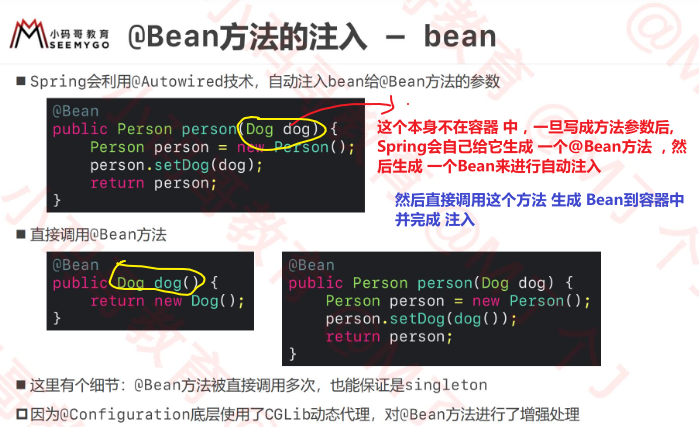 小码哥教育
SEEMYGO
@Bean方法的注入 – bean
Spring会利用@Autowired技术，自动注入bean给@Bean方法的参数
@Bean
public Person person(Dog dog) {
Person person = new Person();
person.setDog(dog);
return person;
}
这个本身不在容器 中，一旦写成方法参数后，
Spring会自己给它生成 一个@Bean方法 ，然
后生成 一个Bean来进行自动注入
然后直接调用这个方法 生成 Bean到容器中
并完成 注入
直接调用@Bean方法
@Bean
public Dog dog() {
return new Dog();
}
@Bean
public Person person(Dog dog) {
Person person = new Person();
person.setDog(dog());
return person;
}
这里有个细节：@Bean方法被直接调用多次，也能保证是singleton
因为@Configuration底层使用了CGLib动态代理，对@Bean方法进行了增强处理